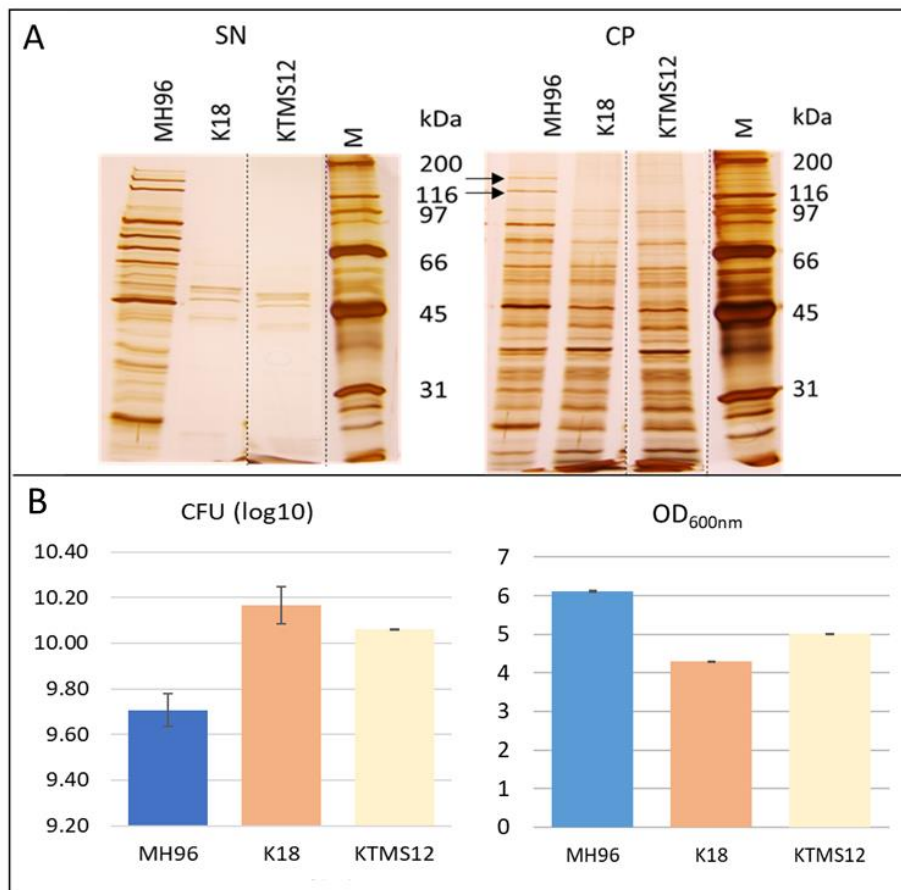 A
SN
CP
MH96
K18
KTMS12
M
kDa
200
116
97
66
45
31
MH96
K18
KTMS12
M
kDa
200
116
97
66
45
31
B
CFU (log10)
10.40
10.20
10.00
9.80
9.60
9.40
9.20
MH96
K18
KTMS12
OD600nm
7
6
5
4
3
2
1
0
MH96
K18
KTMS12